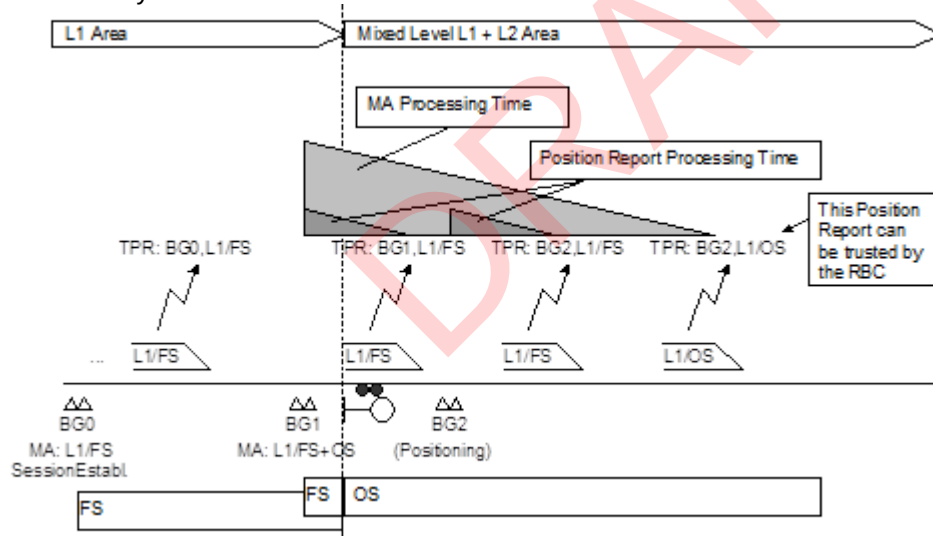 L1 Area
Mixed Level L1 + L2 Area
MA Processing Time
Position Report Processing Time
This Position
Report can
be trusted by
the RBC
TPR: BG0,L1/FS
TPR: BG1,L1/FS
TPR: BG2,L1/FS
TPR: BG2,L1/OS
...
L1/FS
L1/FS
L1/FS
L1/OS
BG0
BG1
BG2
MA: L1/FS
MA: L1/FS+OS
(Positioning)
SessionEstabl.
FS
OS
FS
DRA